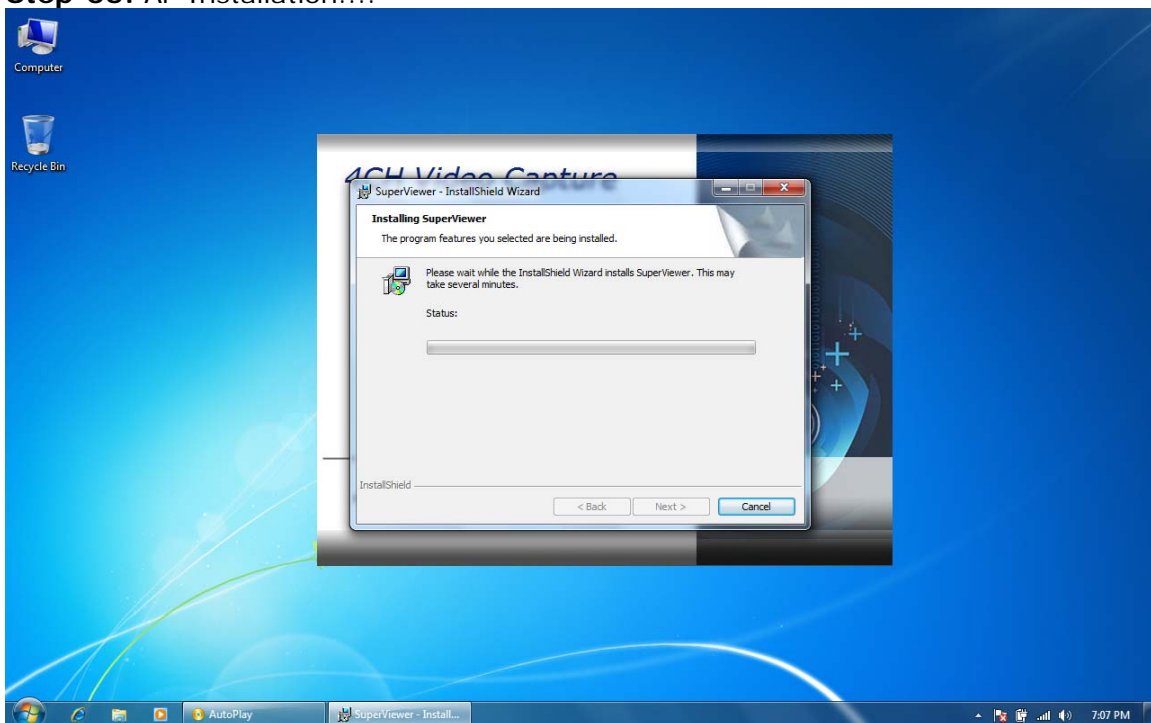 AP Installation....
Computer
Recycle Bin
4CH Video Capture
SuperViewer - InstallShield Wizard
Installing SuperViewer
The program features you selected are being installed.
Please wait while the InstallShield Wizard installs SuperViewer. This may
take several minutes.
Status:
InstallShield
< Back
Next >
Cancel
AutoPlay
SuperViewer - Install...
7:07 PM